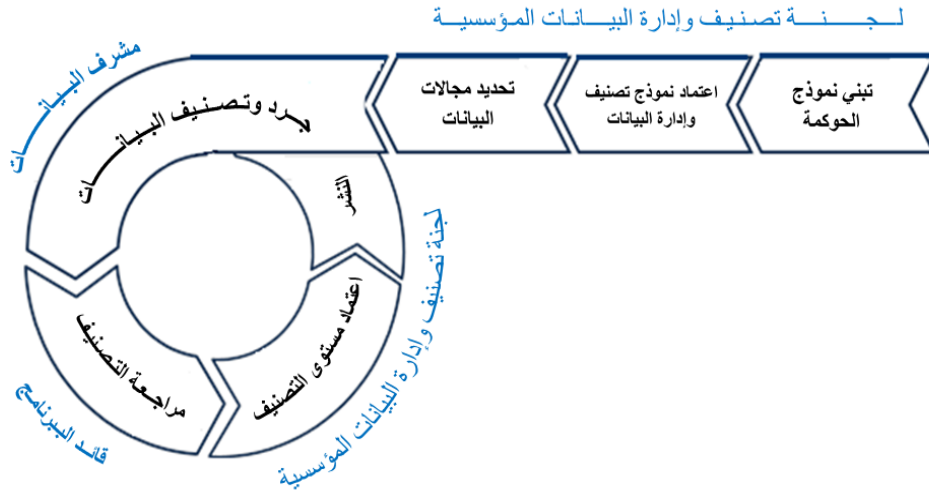 لجنة تصنيف وإدارة البيانات المؤسسية
تبني نموذج
الحوكمة
اعتماد نموذج تصنيف
وإدارة البيانات
تحديد مجالات
البيانات
جرد وتصنيف البيانات
مشرف البيانات
مراجعة التصنيف
قائد البرنامج
اعتماد مستوى التصنيف
النشر
لجنة تصنيف وإدارة البيانات المؤسسية